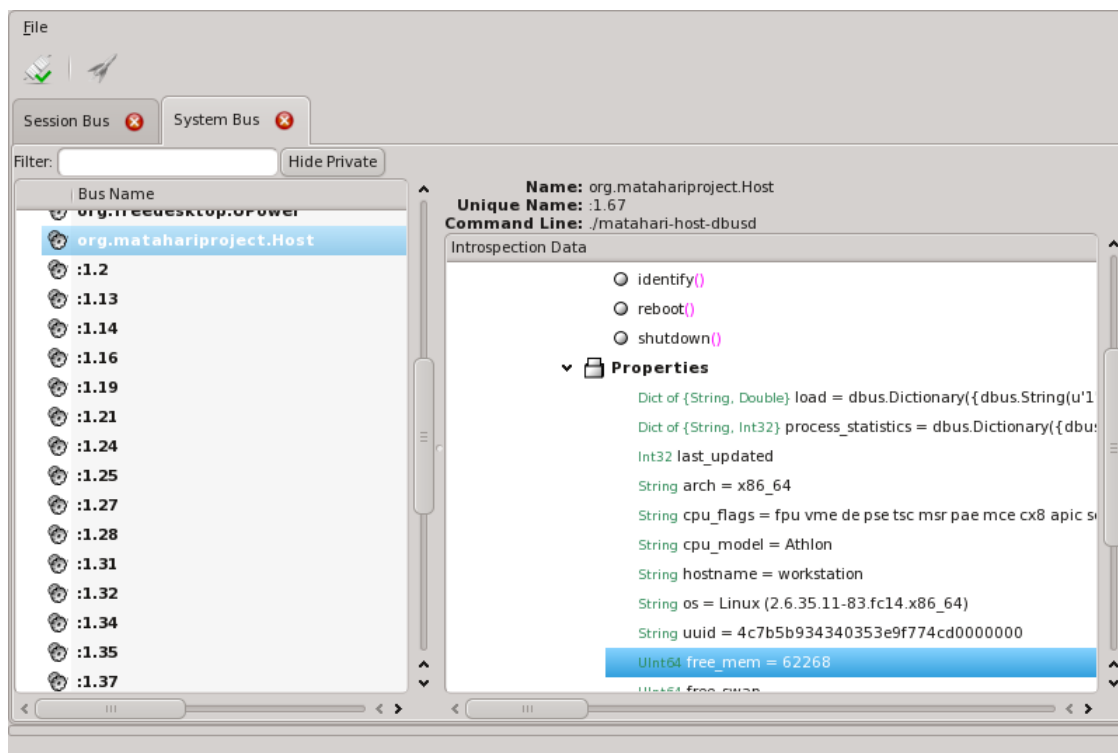 File
Session Bus
System Bus
Filter:
Hide Private
Bus Name
org.freedesktop.UPower
org.matahariproject.Host
:1.2
:1.13
:1.14
:1.16
:1.19
:1.21
:1.24
:1.25
:1.27
:1.28
:1.31
:1.32
:1.34
:1.35
:1.37
Name: org.matahariproject.Host
Unique Name: :1.67
Command Line: ./matahari-host-dbusd
Introspection Data
identify()
reboot()
shutdown()
Properties
Dict of {String, Double} load = dbus.Dictionary({dbus.String(u'1
Dict of {String, Int32} process_statistics = dbus.Dictionary({dbus
Int32 last_updated
String arch = x86_64
String cpu_flags = fpu vme de pse tsc msr pae mce cx8 apic se
String cpu_model = Athlon
String hostname = workstation
String os = Linux (2.6.35.11-83.fc14.x86_64)
String uuid = 4c7b5b934340353e9f774cd0000000
UInt64 free_mem = 62268
UInt64 free_swap